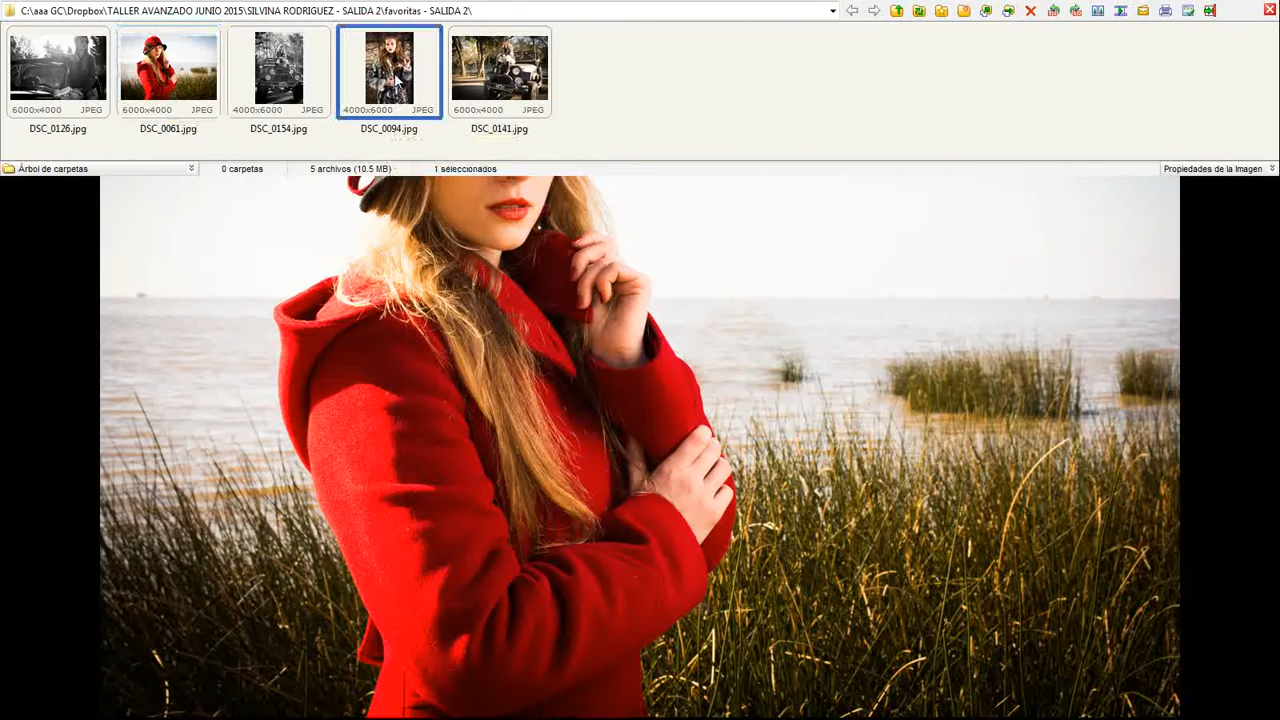 C:\aaa GC\Dropbox\TALLER AVANZADO JUNIO 2015\SILVINA RODRIGUEZ - SALIDA 2\favoritas - SALIDA 2\
6000x4000 JPEG 6000x4000 JPEG 4000x6000 JPEG 4000x6000 JPEG 6000x4000 JPEG
DSC_0126.jpg DSC_0061.jpg DSC_0154.jpg DSC_0094.jpg DSC_0141.jpg
Árbol de carpetas 0 carpetas 5 archivos (10.5 MB) 1 seleccionados Propiedades de la Imagen